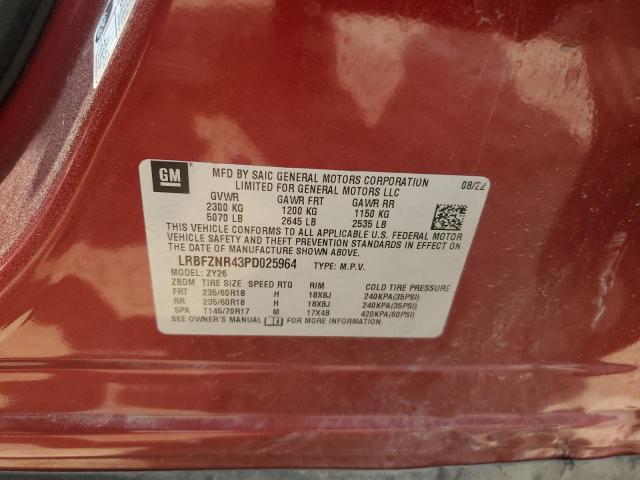 GM
MFD BY SAIC GENERAL MOTORS CORPORATION
LIMITED FOR GENERAL MOTORS LLC
08/22
GVWR GAWR FRT GAWR RR
2300 KG 1200 KG 1150 KG
5070 LB 2645 LB 2535 LB
THIS VEHICLE CONFORMS TO ALL APPLICABLE U.S. FEDERAL MOTOR
VEHICLE SAFETY, BUMPER, AND THEFT PREVENTION STANDARDS IN
EFFECT ON THE DATE OF MANUFACTURE SHOWN ABOVE.
LRBFZNR43PD025964 TYPE: M.P.V.
MODEL: ZY26
ZBDM TIRE SIZE SPEED RTG RIM COLD TIRE PRESSURE
FRT 235/60R18 H 18X8J 240KPA(35PSI)
RR 235/60R18 H 18X8J 240KPA(35PSI)
SPA T145/70R17 M 17X4B 420KPA(60PSI)
SEE OWNER'S MANUAL FOR MORE INFORMATION.